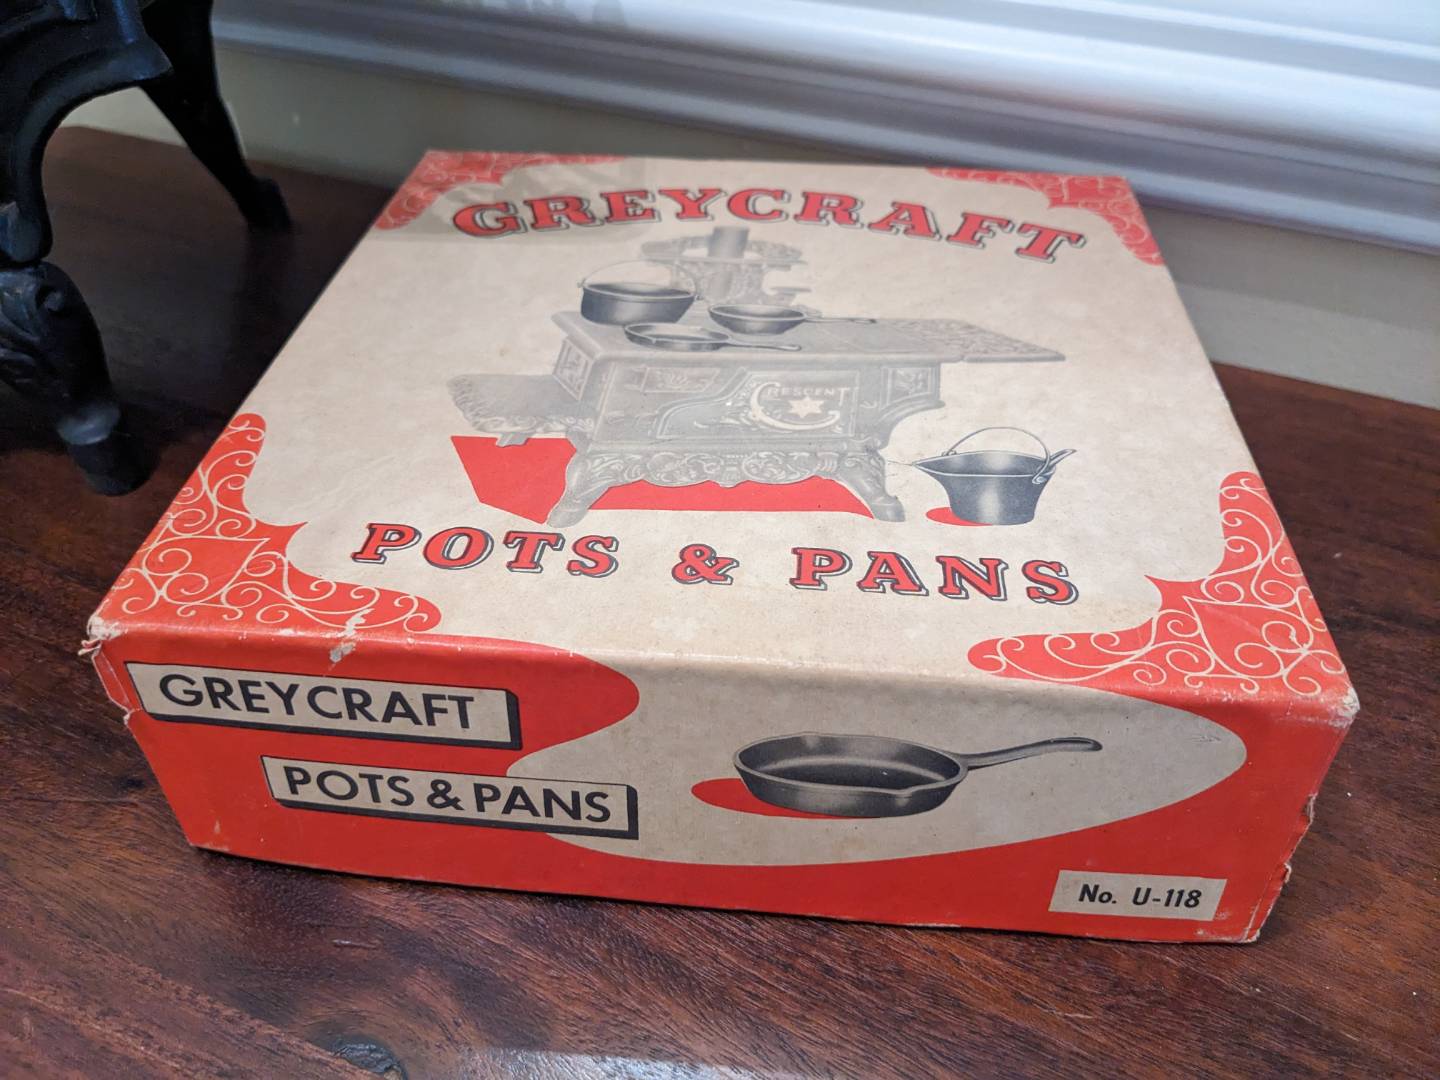 GREYCRAFT
CRESCENT
POTS & PANS
GREYCRAFT
POTS & PANS
No. U-118